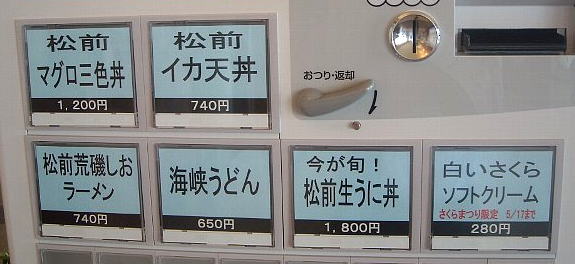 松前
マグロ三色丼
1,200円
松前
イカ天丼
740円
おつり・返却
松前荒磯しお
ラーメン
740円
海峡うどん
650円
今が旬！
松前生うに丼
1,800円
白いさくら
ソフトクリーム
さくらまつり限定 5/17まで
280円